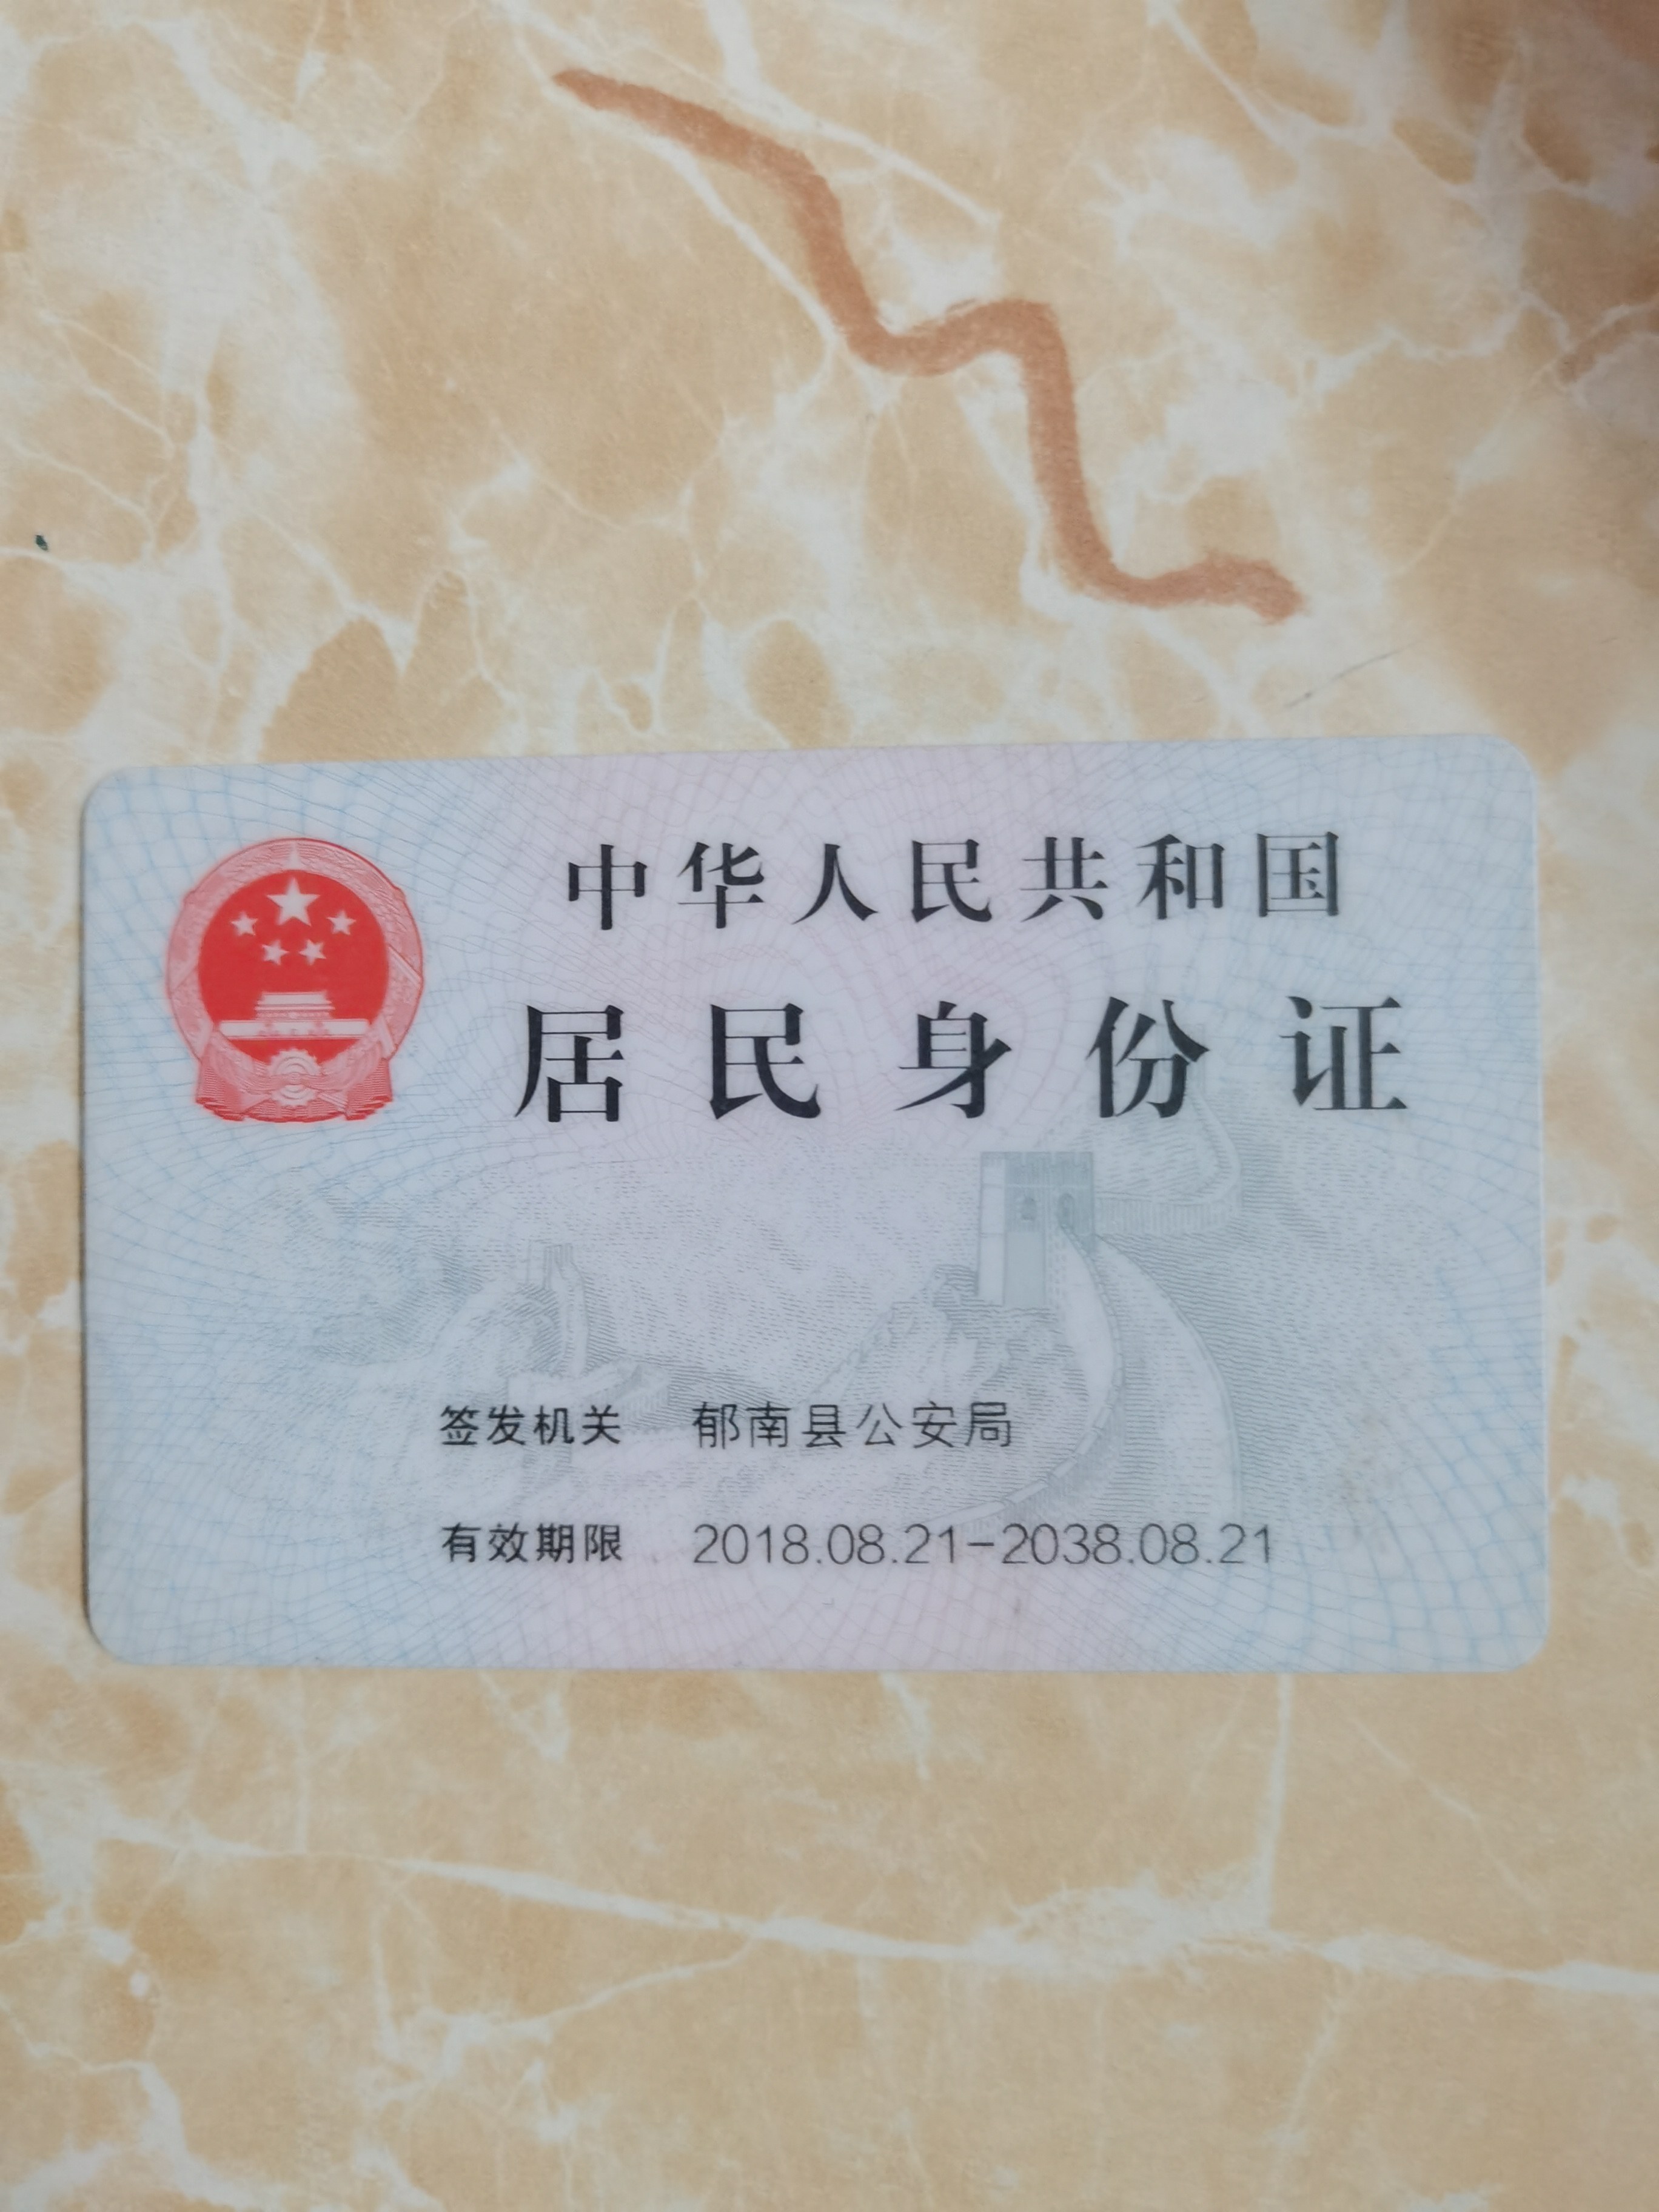 中华人民共和国
居民身份证
签发机关 郁南县公安局
有效期限 2018.08.21-2038.08.21